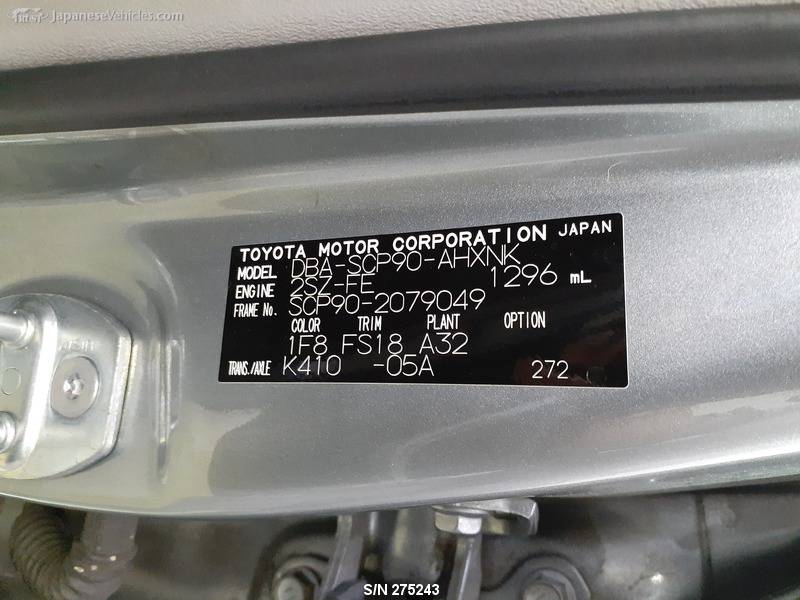 TRUST JapaneseVehicles.com
TOYOTA MOTOR CORPORATION JAPAN
MODEL DBA-SCP90-AHXNK
ENGINE 2SZ-FE 1296 mL
FRAME No. SCP90-2079049
COLOR TRIM PLANT OPTION
1F8 FS18 A32
TRANS./AXLE K410 -05A 272
S/N 275243